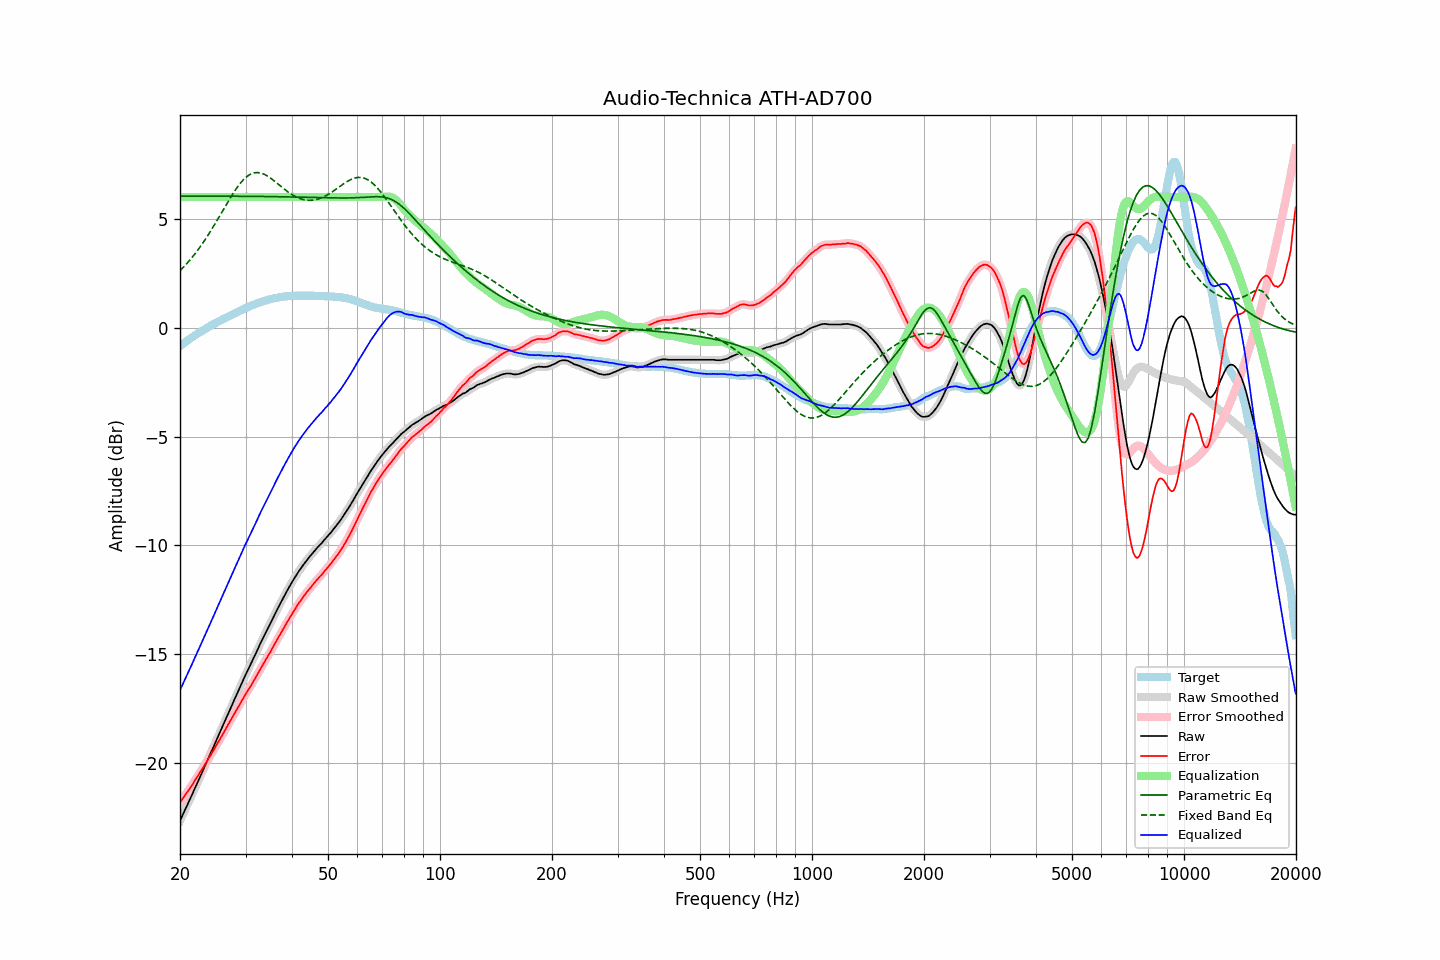 Audio-Technica ATH-AD700
Amplitude (dBr)
5
0
−5
−10
−15
−20
20
50
100
200
500
1000
2000
5000
10000
20000
Frequency (Hz)
Target
Raw Smoothed
Error Smoothed
Raw
Error
Equalization
Parametric Eq
Fixed Band Eq
Equalized